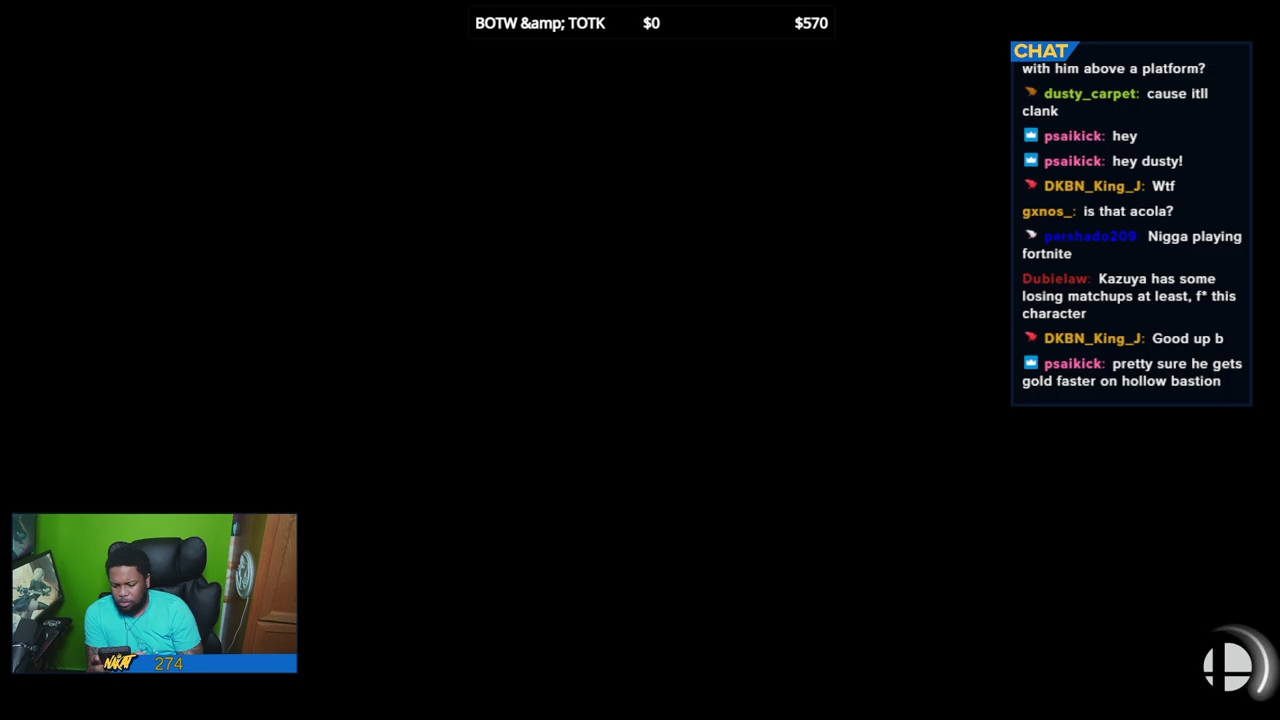 BOTW &amp; TOTK $0 $570
CHAT
with him above a platform?
dusty_carpet: cause itll
clank
psaikick: hey
psaikick: hey dusty!
DKBN_King_J: Wtf
gxnos_: is that acola?
pershado209: Nigga playing
fortnite
Dubielaw: Kazuya has some
losing matchups at least, f* this
character
DKBN_King_J: Good up b
psaikick: pretty sure he gets
gold faster on hollow bastion
NAKAT 274